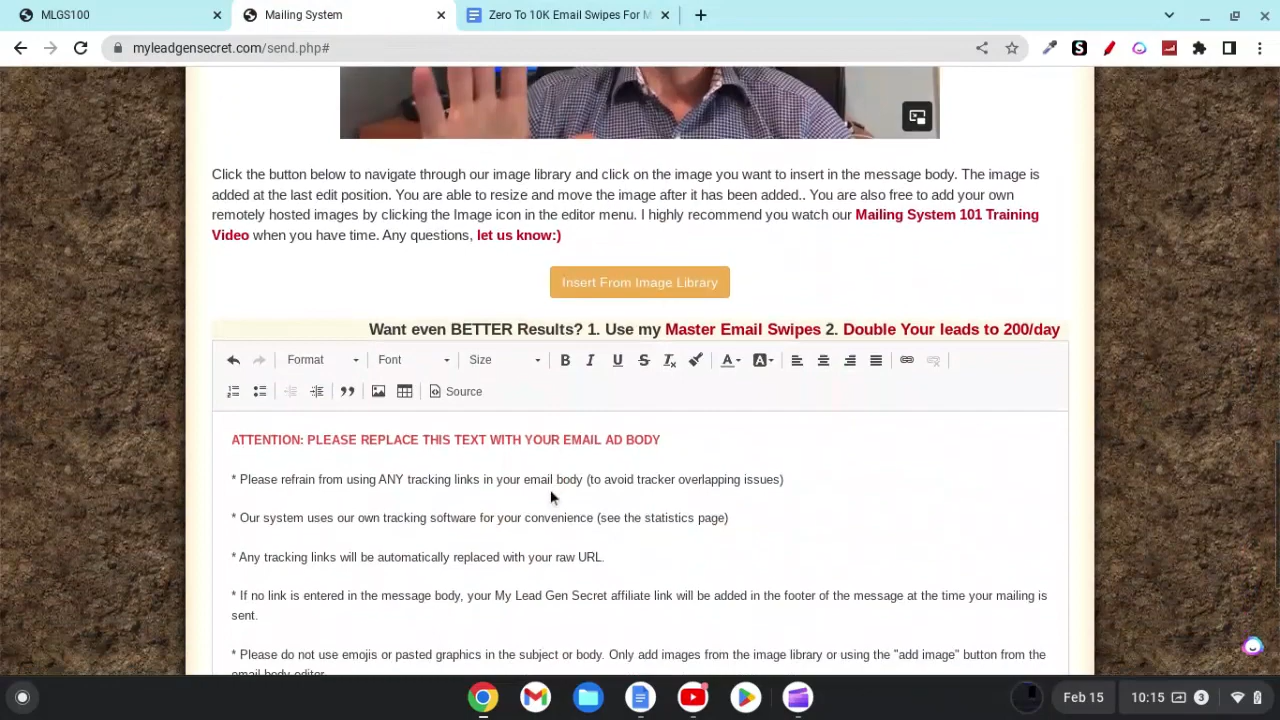 MLGS100
Mailing System
Zero To 10K Email Swipes For M
myleadgensecret.com/send.php#
Click the button below to navigate through our image library and click on the image you want to insert in the message body. The image is
added at the last edit position. You are able to resize and move the image after it has been added.. You are also free to add your own
remotely hosted images by clicking the Image icon in the editor menu. I highly recommend you watch our Mailing System 101 Training
Video when you have time. Any questions, let us know:)
Insert From Image Library
Want even BETTER Results? 1. Use my Master Email Swipes 2. Double Your leads to 200/day
Format Font Size
Source
ATTENTION: PLEASE REPLACE THIS TEXT WITH YOUR EMAIL AD BODY
* Please refrain from using ANY tracking links in your email body (to avoid tracker overlapping issues)
* Our system uses our own tracking software for your convenience (see the statistics page)
* Any tracking links will be automatically replaced with your raw URL.
* If no link is entered in the message body, your My Lead Gen Secret affiliate link will be added in the footer of the message at the time your mailing is
sent.
* Please do not use emojis or pasted graphics in the subject or body. Only add images from the image library or using the "add image" button from the
email body editor.
Feb 15 10:15 3